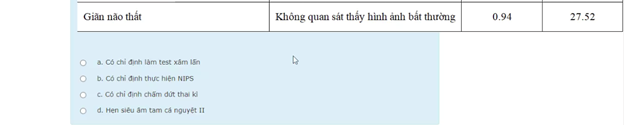 Giãn não thất Không quan sát thấy hình ảnh bất thường 0.94 27.52
a. Có chỉ định làm test xâm lấn
b. Có chỉ định thực hiện NIPS
c. Có chỉ định chấm dứt thai kì
d. Hẹn siêu âm tam cá nguyệt II